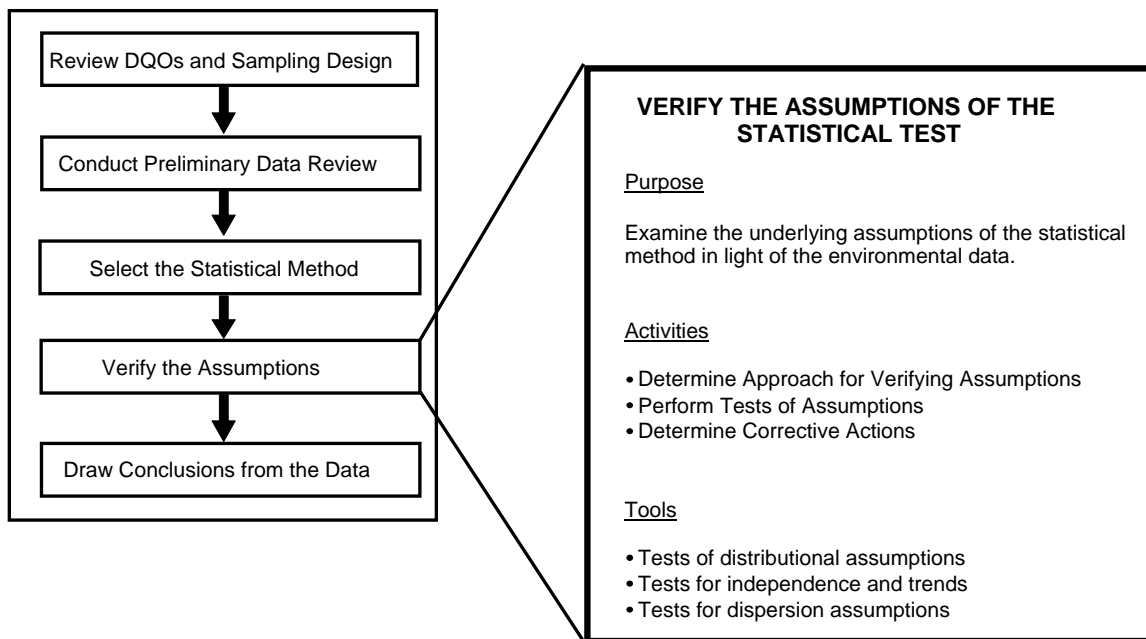 Review DQOs and Sampling Design
Conduct Preliminary Data Review
Select the Statistical Method
Verify the Assumptions
Draw Conclusions from the Data
VERIFY THE ASSUMPTIONS OF THE
STATISTICAL TEST
Purpose
Examine the underlying assumptions of the statistical
method in light of the environmental data.
Activities
• Determine Approach for Verifying Assumptions
• Perform Tests of Assumptions
• Determine Corrective Actions
Tools
• Tests of distributional assumptions
• Tests for independence and trends
• Tests for dispersion assumptions